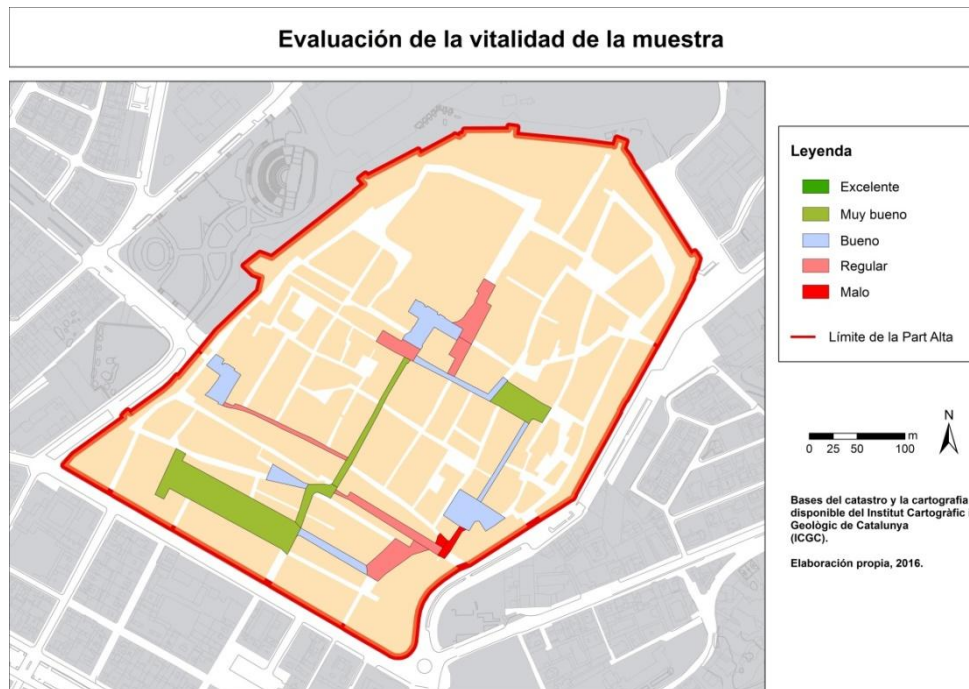 Evaluación de la vitalidad de la muestra
Leyenda
Excelente
Muy bueno
Bueno
Regular
Malo
Límite de la Part Alta
N
m
0 25 50 100
Bases del catastro y la cartografia
disponible del Institut Cartogràfic i
Geològic de Catalunya
(ICGC).
Elaboración propia, 2016.